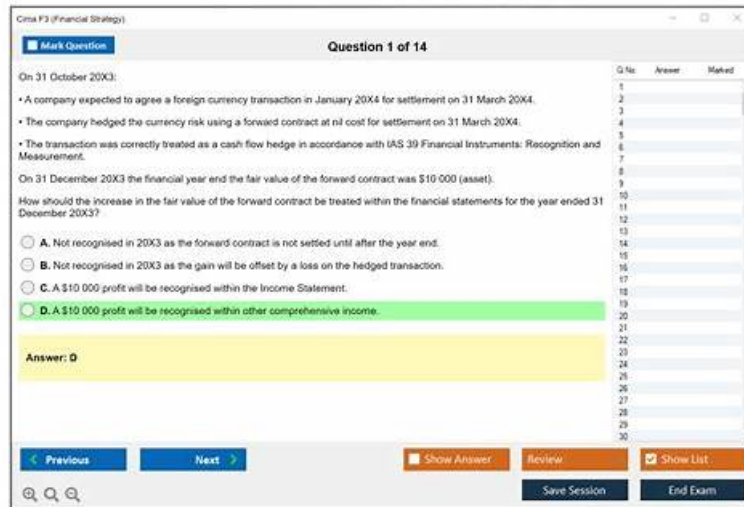 Cima F3 (Financial Strategy)
Mark Question
Question 1 of 14
On 31 October 20X3:
• A company expected to agree a foreign currency transaction in January 20X4 for settlement on 31 March 20X4.
• The company hedged the currency risk using a forward contract at nil cost for settlement on 31 March 20X4.
• The transaction was correctly treated as a cash flow hedge in accordance with IAS 39 Financial Instruments: Recognition and
Measurement.
On 31 December 20X3 the financial year end the fair value of the forward contract was $10 000 (asset).
How should the increase in the fair value of the forward contract be treated within the financial statements for the year ended 31
December 20X3?
A. Not recognised in 20X3 as the forward contract is not settled until after the year end.
B. Not recognised in 20X3 as the gain will be offset by a loss on the hedged transaction.
C. A $10 000 profit will be recognised within the Income Statement.
D. A $10 000 profit will be recognised within other comprehensive income.
Answer: D
Q No. Answer Marked
1
2
3
4
5
6
7
8
9
10
11
12
13
14
15
16
17
18
19
20
21
22
23
24
25
26
27
28
29
30
Previous
Next
Show Answer
Review
Show List
Save Session
End Exam